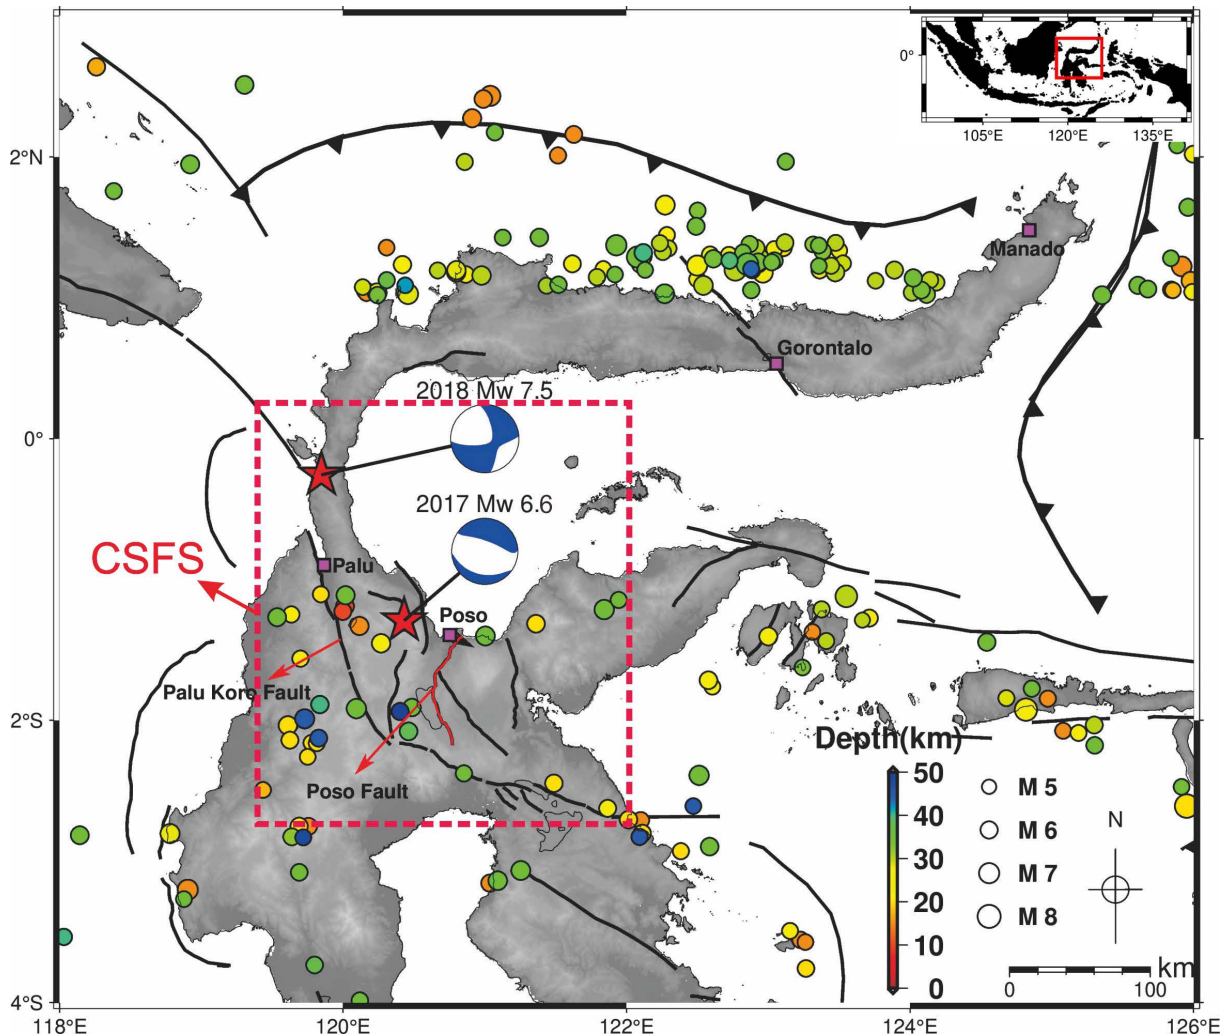 0°
105°E
120°E
135°E
2°N
Manado
Gorontalo
2018 Mw 7.5
0°
2017 Mw 6.6
CSFS
Palu
Poso
Palu Koro Fault
2°S
Depth(km)
50
40
30
20
10
0
M 5
M 6
M 7
M 8
N
Poso Fault
km
0
100
4°S
118°E
120°E
122°E
124°E
126°E